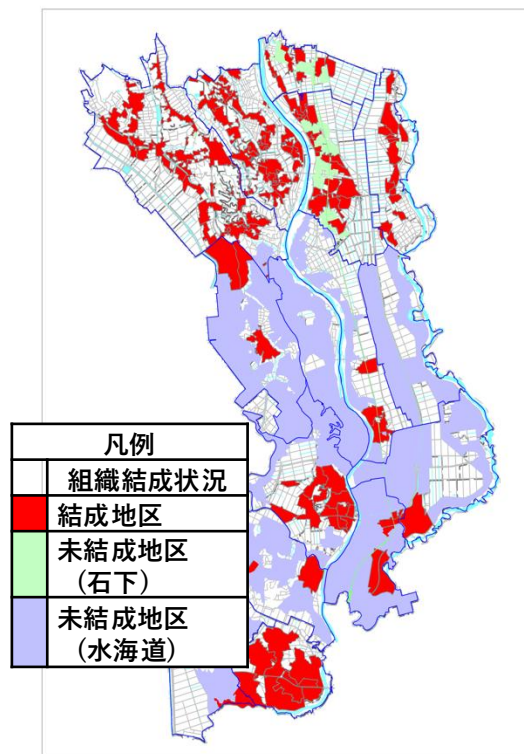 凡例
組織結成状況
結成地区
未結成地区
(石下)
未結成地区
(水海道)